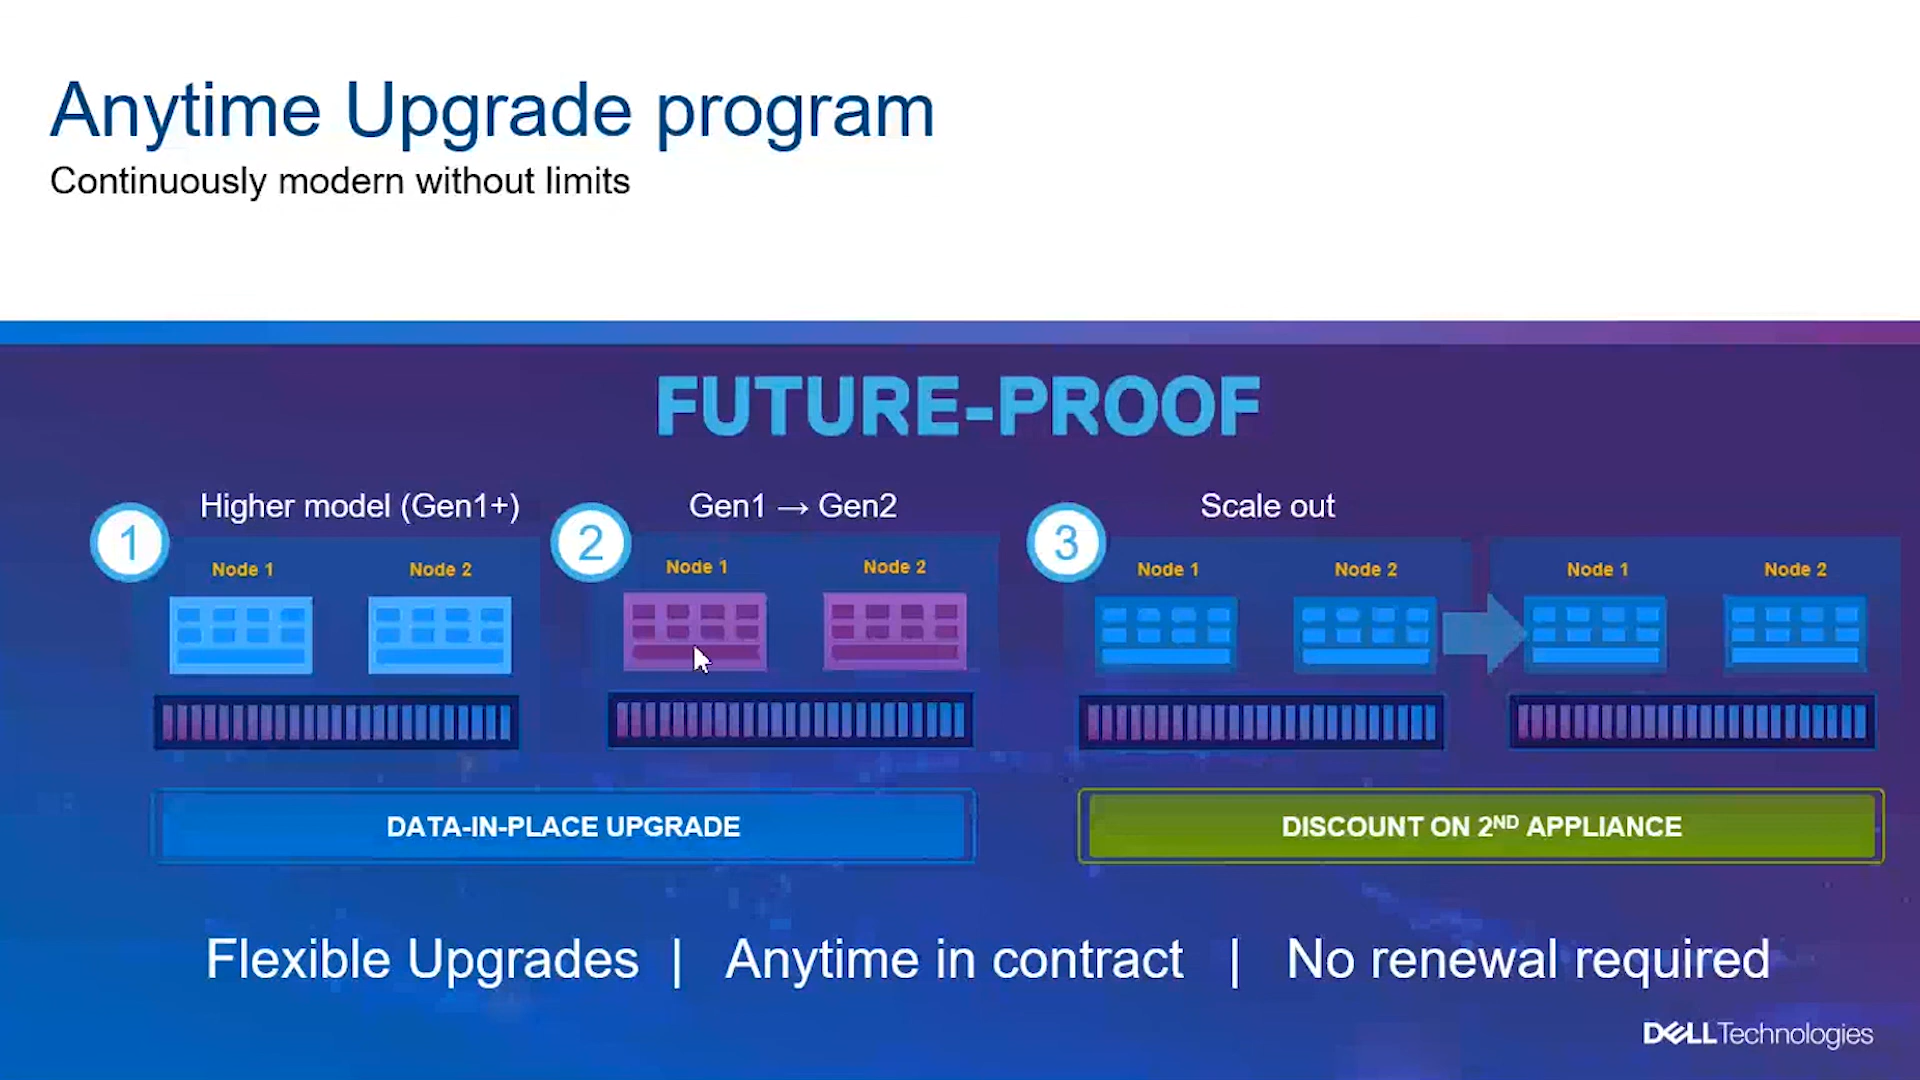 Anytime Upgrade program
Continuously modern without limits
FUTURE-PROOF
1
Higher model (Gen1+)
Node 1
Node 2
2
Gen1 → Gen2
Node 1
Node 2
DATA-IN-PLACE UPGRADE
3
Scale out
Node 1
Node 2
Node 1
Node 2
DISCOUNT ON 2ND APPLIANCE
Flexible Upgrades | Anytime in contract | No renewal required
DELL Technologies